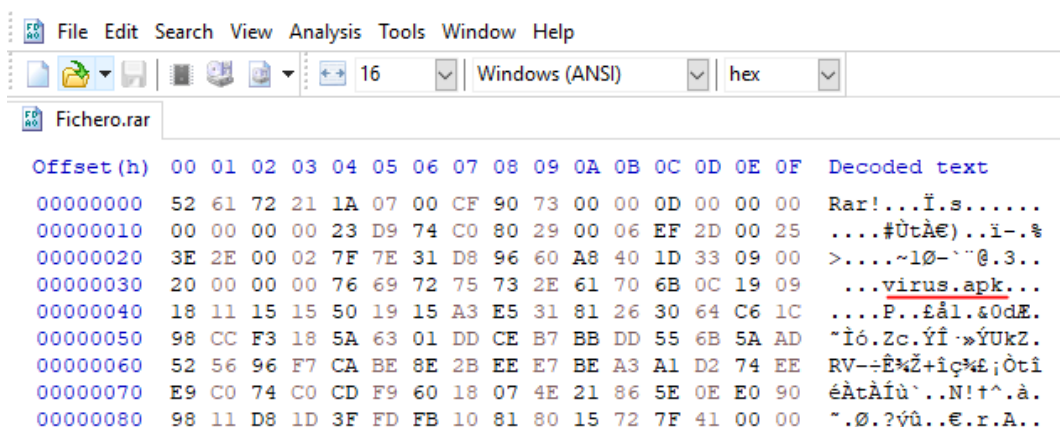 File Edit Search View Analysis Tools Window Help
16 Windows (ANSI) hex
Fichero.rar
Offset(h) 00 01 02 03 04 05 06 07 08 09 0A 0B 0C 0D 0E 0F Decoded text
00000000 52 61 72 21 1A 07 00 CF 90 73 00 00 0D 00 00 00 Rar!...Ï.s......
00000010 00 00 00 00 23 D9 74 C0 80 29 00 06 EF 2D 00 25 ....#ÙtÀ€)..ï-.%
00000020 3E 2E 00 02 7F 7E 31 D8 96 60 A8 40 1D 33 09 00 >....~1Ø–`¨@.3..
00000030 20 00 00 00 76 69 72 75 73 2E 61 70 6B 0C 19 09 ...virus.apk...
00000040 18 11 15 15 50 19 15 A3 E5 31 81 26 30 64 C6 1C ....P..£å1.&0dÆ.
00000050 98 CC F3 18 5A 63 01 DD CE B7 BB DD 55 6B 5A AD ˜Ìó.Zc.ÝÎ·»ÝUkZ.
00000060 52 56 96 F7 CA BE 8E 2B EE E7 BE A3 A1 D2 74 EE RV–÷Ê¾Ž+îç¾£¡Òtî
00000070 E9 C0 74 C0 CD F9 60 18 07 4E 21 86 5E 0E E0 90 éÀtÀÍù`..N!†^.à.
00000080 98 11 D8 1D 3F FD FB 10 81 80 15 72 7F 41 00 00 ˜.Ø.?ýû..€.r.A..